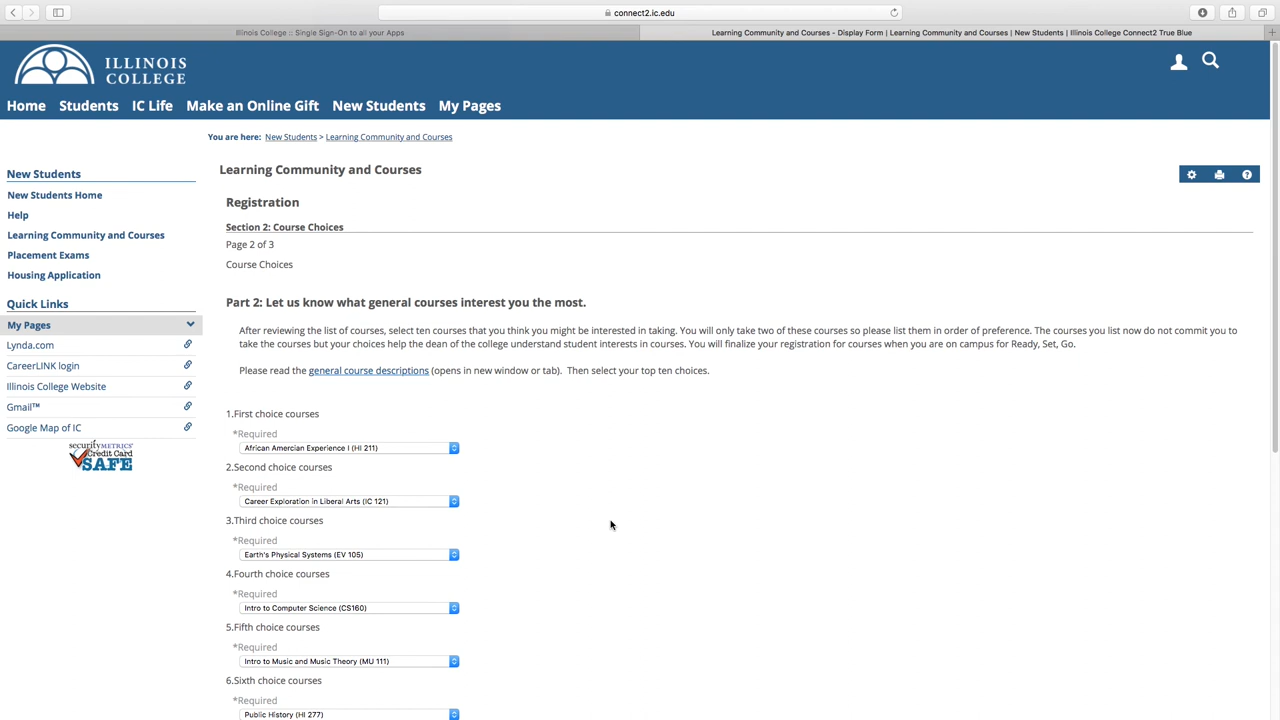 connect2.ic.edu
Illinois College :: Single Sign-On to all your Apps
Learning Community and Courses - Display Form | Learning Community and Courses | New Students | Illinois College Connect2 True Blue
ILLINOIS
COLLEGE
Home Students IC Life Make an Online Gift New Students My Pages
You are here: New Students > Learning Community and Courses
New Students
New Students Home
Help
Learning Community and Courses
Placement Exams
Housing Application
Quick Links
My Pages
Lynda.com
CareerLINK login
Illinois College Website
Gmail™
Google Map of IC
securityMETRICS
Credit Card
SAFE
Learning Community and Courses
Registration
Section 2: Course Choices
Page 2 of 3
Course Choices
Part 2: Let us know what general courses interest you the most.
After reviewing the list of courses, select ten courses that you think you might be interested in taking. You will only take two of these courses so please list them in order of preference. The courses you list now do not commit you to
take the courses but your choices help the dean of the college understand student interests in courses. You will finalize your registration for courses when you are on campus for Ready, Set, Go.
Please read the general course descriptions (opens in new window or tab). Then select your top ten choices.
1.First choice courses
*Required
African Amercian Experience I (HI 211)
2.Second choice courses
*Required
Career Exploration in Liberal Arts (IC 121)
3.Third choice courses
*Required
Earth's Physical Systems (EV 105)
4.Fourth choice courses
*Required
Intro to Computer Science (CS160)
5.Fifth choice courses
*Required
Intro to Music and Music Theory (MU 111)
6.Sixth choice courses
*Required
Public History (HI 277)